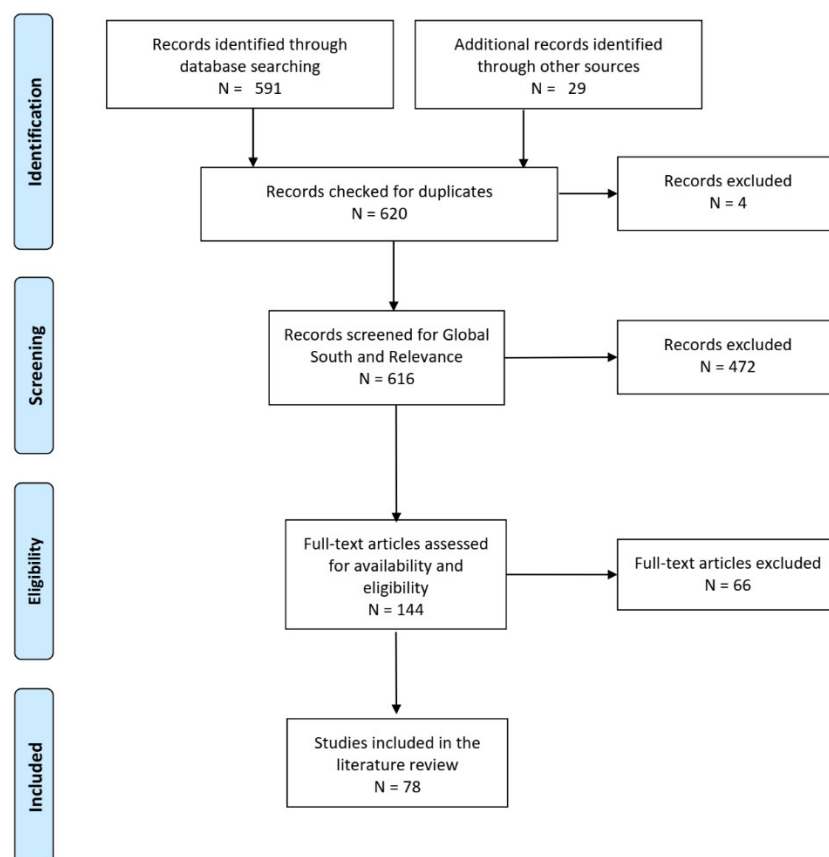 Identification
Records identified through
database searching
N = 591
Additional records identified
through other sources
N = 29
Records checked for duplicates
N = 620
Records excluded
N = 4
Screening
Records screened for Global
South and Relevance
N = 616
Records excluded
N = 472
Eligibility
Full-text articles assessed
for availability and
eligibility
N = 144
Full-text articles excluded
N = 66
Included
Studies included in the
literature review
N = 78